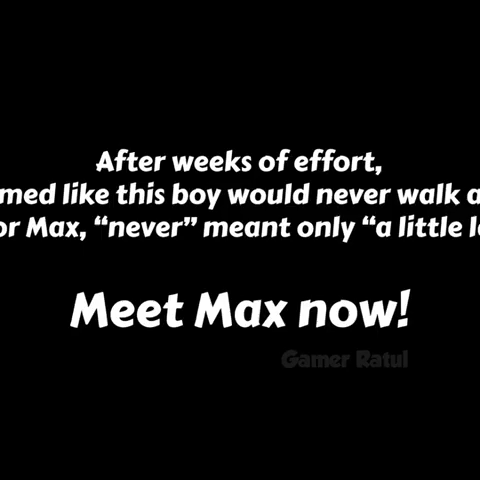 After weeks of effort,
med like this boy would never walk a
or Max, “never” meant only “a little l
Meet Max now!
Gamer Ratul